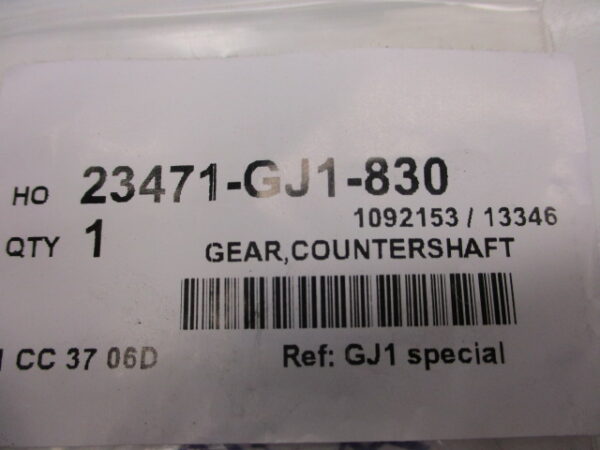 HO 23471-GJ1-830
1092153 / 13346
QTY 1
GEAR,COUNTERSHAFT
CC 37 06D
Ref: GJ1 special